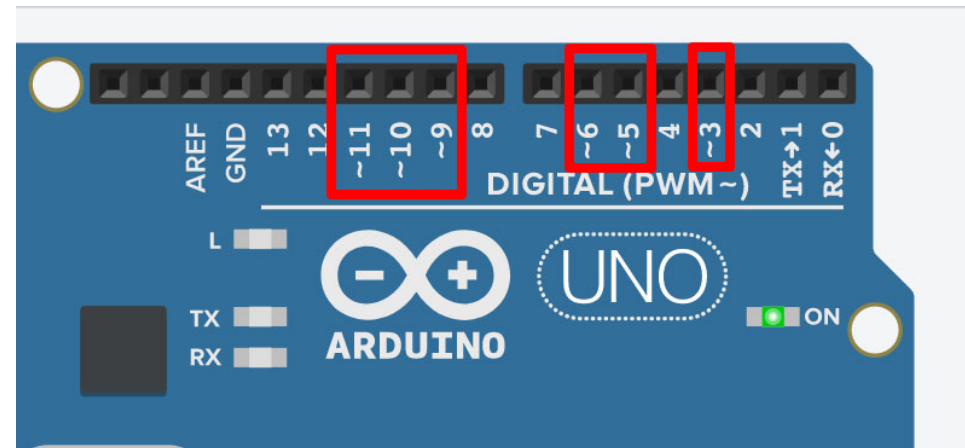 AREF
GND
13
12
~11
~10
~9
8
7
~6
~5
4
~3
2
TX→1
RX←0
DIGITAL (PWM~)
L
TX
RX
ARDUINO
UNO
ON